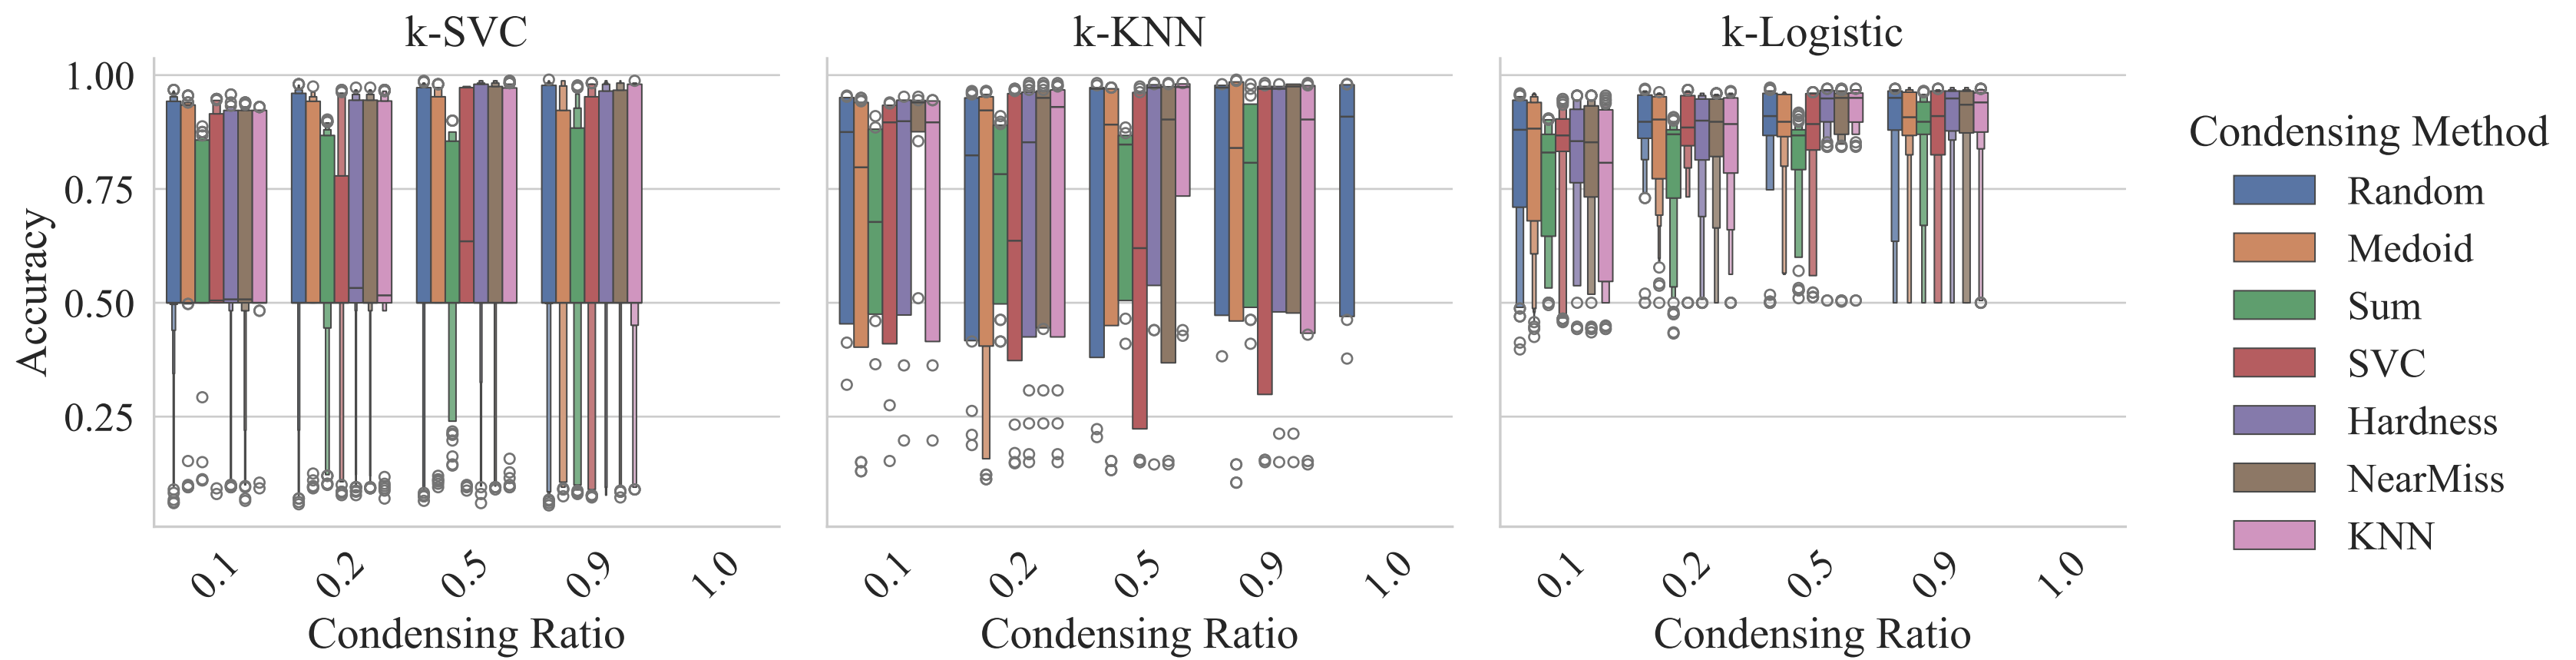 k-SVC
k-KNN
k-Logistic
Accuracy
1.00
0.75
0.50
0.25
0.1
0.2
0.5
0.9
1.0
Condensing Ratio
0.1
0.2
0.5
0.9
1.0
Condensing Ratio
0.1
0.2
0.5
0.9
1.0
Condensing Ratio
Condensing Method
Random
Medoid
Sum
SVC
Hardness
NearMiss
KNN